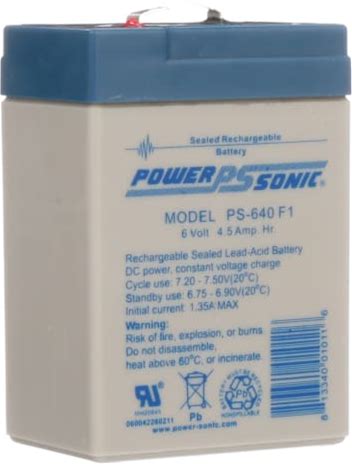 Sealed Rechargeable
Battery
POWER PS SONIC®
MODEL PS-640 F1
6 Volt 4.5 Amp. Hr.
Rechargeable Sealed Lead-Acid Battery
DC power, constant voltage charge
Cycle use: 7.20 - 7.50V(20°C)
Standby use: 6.75 - 6.90V(20°C)
Initial current: 1.35A MAX
Warning:
Risk of fire, explosion, or burns.
Do not disassemble,
heat above 60°C, or incinerate.
Pb
Pb
www.power-sonic.com